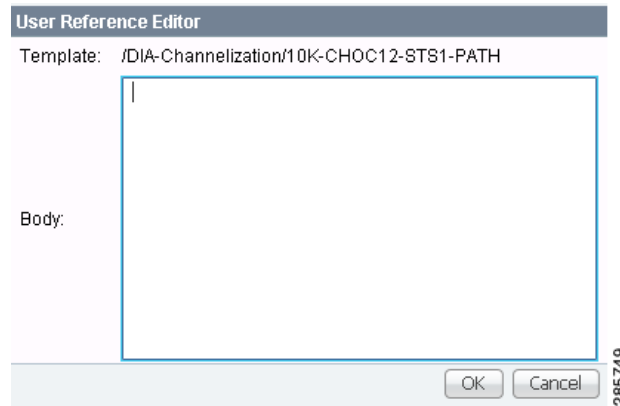 User Reference Editor
Template: /DIA-Channelization/10K-CHOC12-STS1-PATH
Body:
OK Cancel
285749